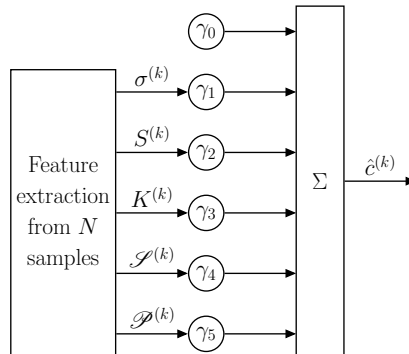 γ₀
σ⁽ᵏ⁾ γ₁
S⁽ᵏ⁾ γ₂
K⁽ᵏ⁾ γ₃
𝒮⁽ᵏ⁾ γ₄
𝒫⁽ᵏ⁾ γ₅
Feature
extraction
from N
samples
Σ
ĉ⁽ᵏ⁾